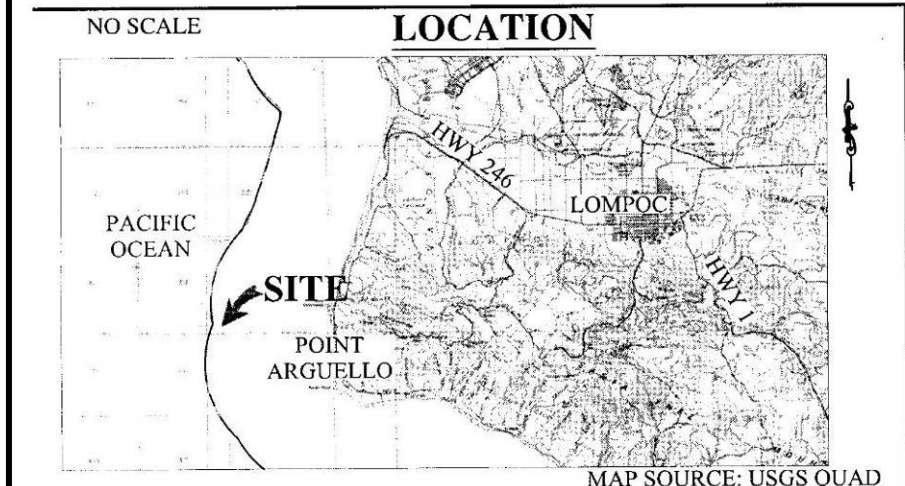 NO SCALE
LOCATION
HWY 246
LOMPOC
PACIFIC
OCEAN
SITE
HWY 1
POINT
ARGUELLO
MAP SOURCE: USGS QUAD